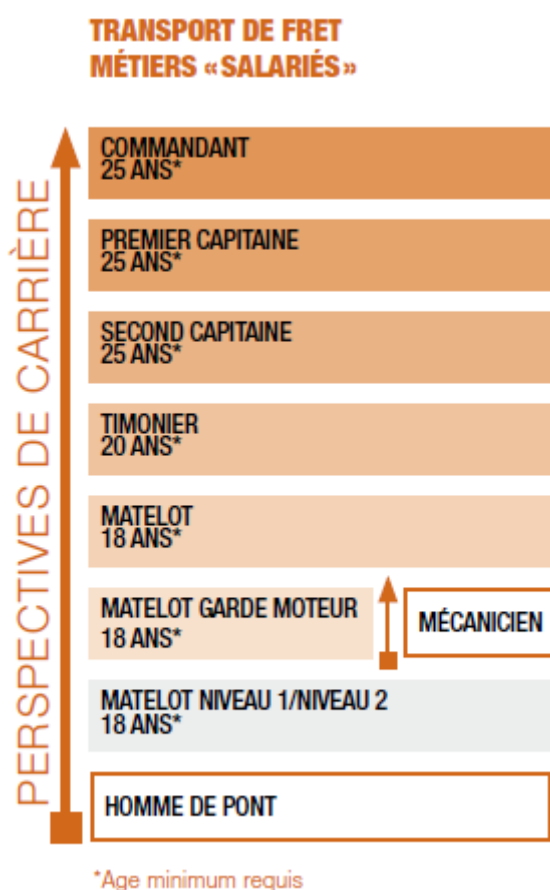 TRANSPORT DE FRET
MÉTIERS «SALARIÉS»
PERSPECTIVES DE CARRIÈRE
COMMANDANT
25 ANS*
PREMIER CAPITAINE
25 ANS*
SECOND CAPITAINE
25 ANS*
TIMONIER
20 ANS*
MATELOT
18 ANS*
MATELOT GARDE MOTEUR
18 ANS*
MÉCANICIEN
MATELOT NIVEAU 1/NIVEAU 2
18 ANS*
HOMME DE PONT
*Age minimum requis